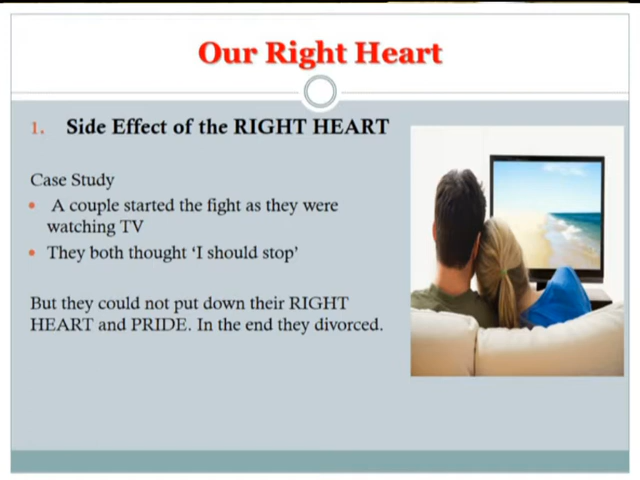 Our Right Heart
1. Side Effect of the RIGHT HEART
Case Study
• A couple started the fight as they were
watching TV
• They both thought ‘I should stop’
But they could not put down their RIGHT
HEART and PRIDE. In the end they divorced.